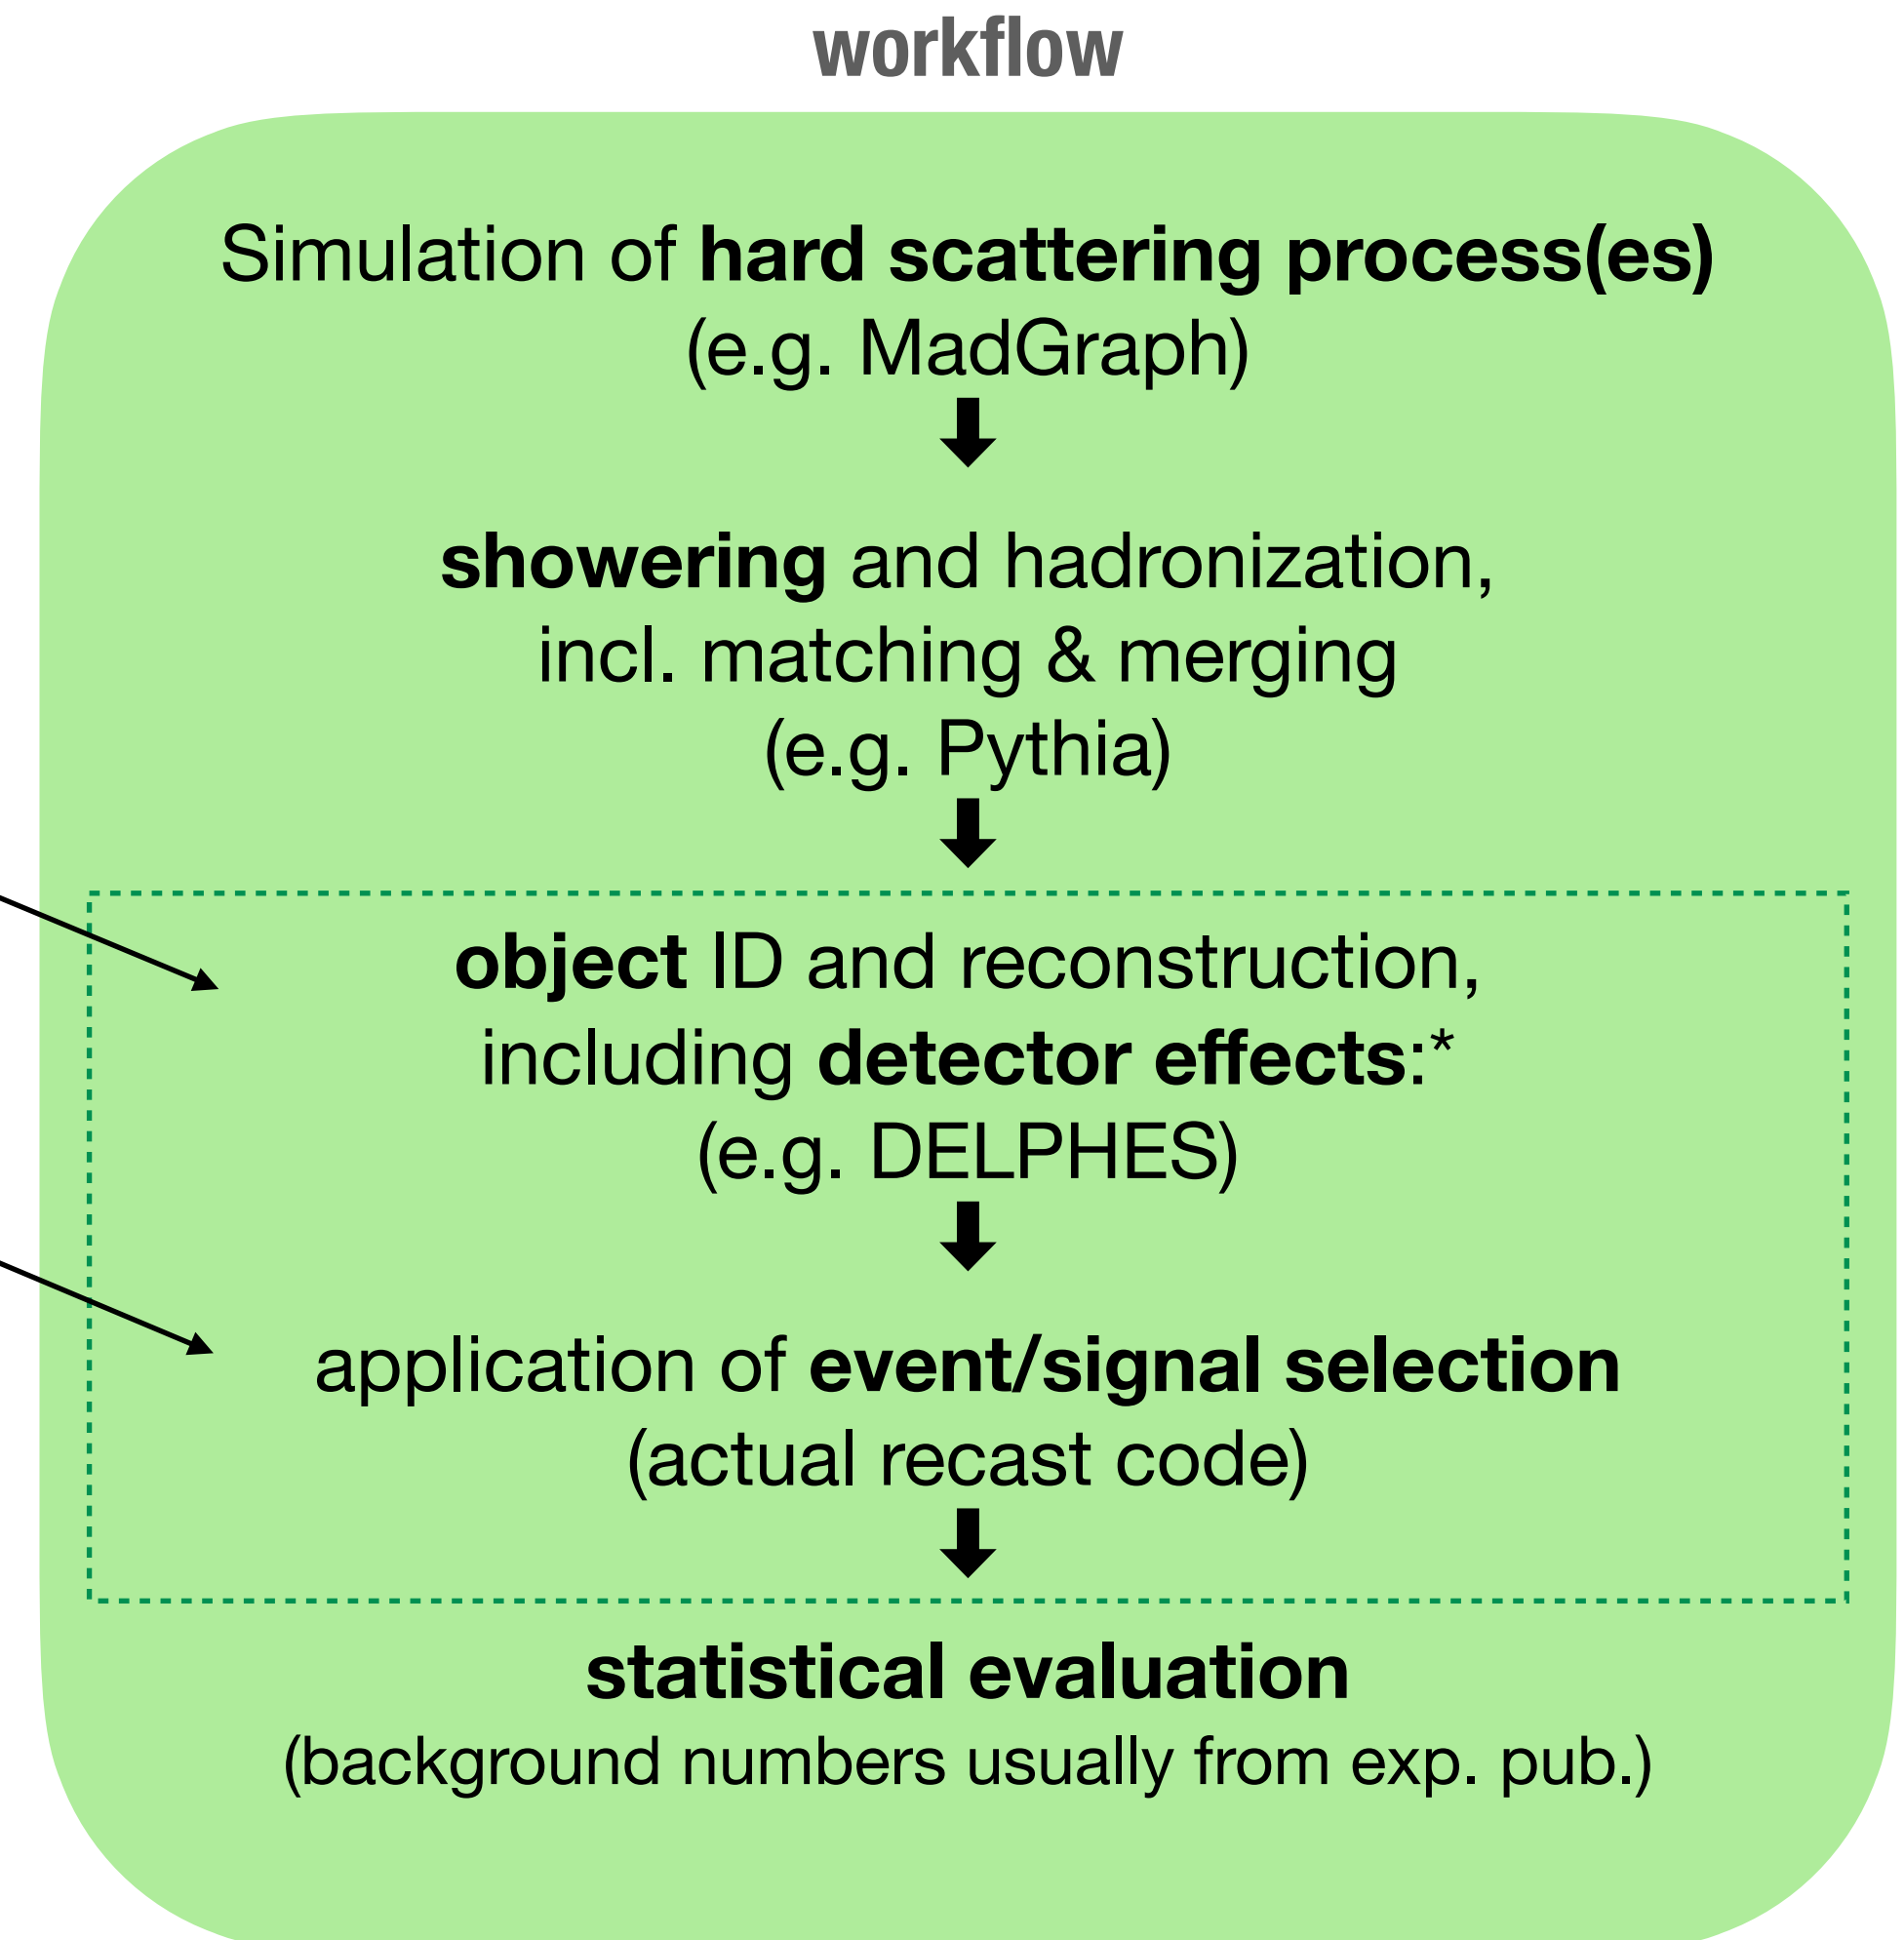 workflow
Simulation of hard scattering process(es)
(e.g. MadGraph)
showering and hadronization,
incl. matching & merging
(e.g. Pythia)
object ID and reconstruction,
including detector effects:*
(e.g. DELPHES)
application of event/signal selection
(actual recast code)
statistical evaluation
(background numbers usually from exp. pub.)